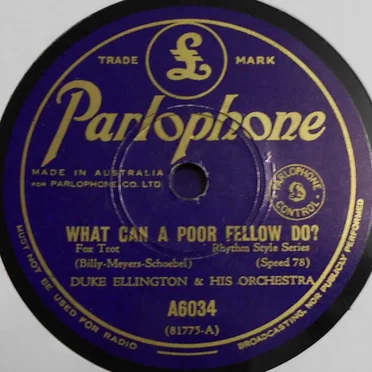 £
TRADE MARK
Parlophone
MADE IN AUSTRALIA
FOR PARLOPHONE CO. LTD.
PARLOPHONE
CONTROL
WHAT CAN A POOR FELLOW DO?
Fox Trot Rhythm Style Series
(Billy-Meyers-Schoebel) (Speed 78)
DUKE ELLINGTON & HIS ORCHESTRA
A6034
(81775-A)
MUST NOT BE USED FOR RADIO BROADCASTING, NOR PUBLICLY PERFORMED